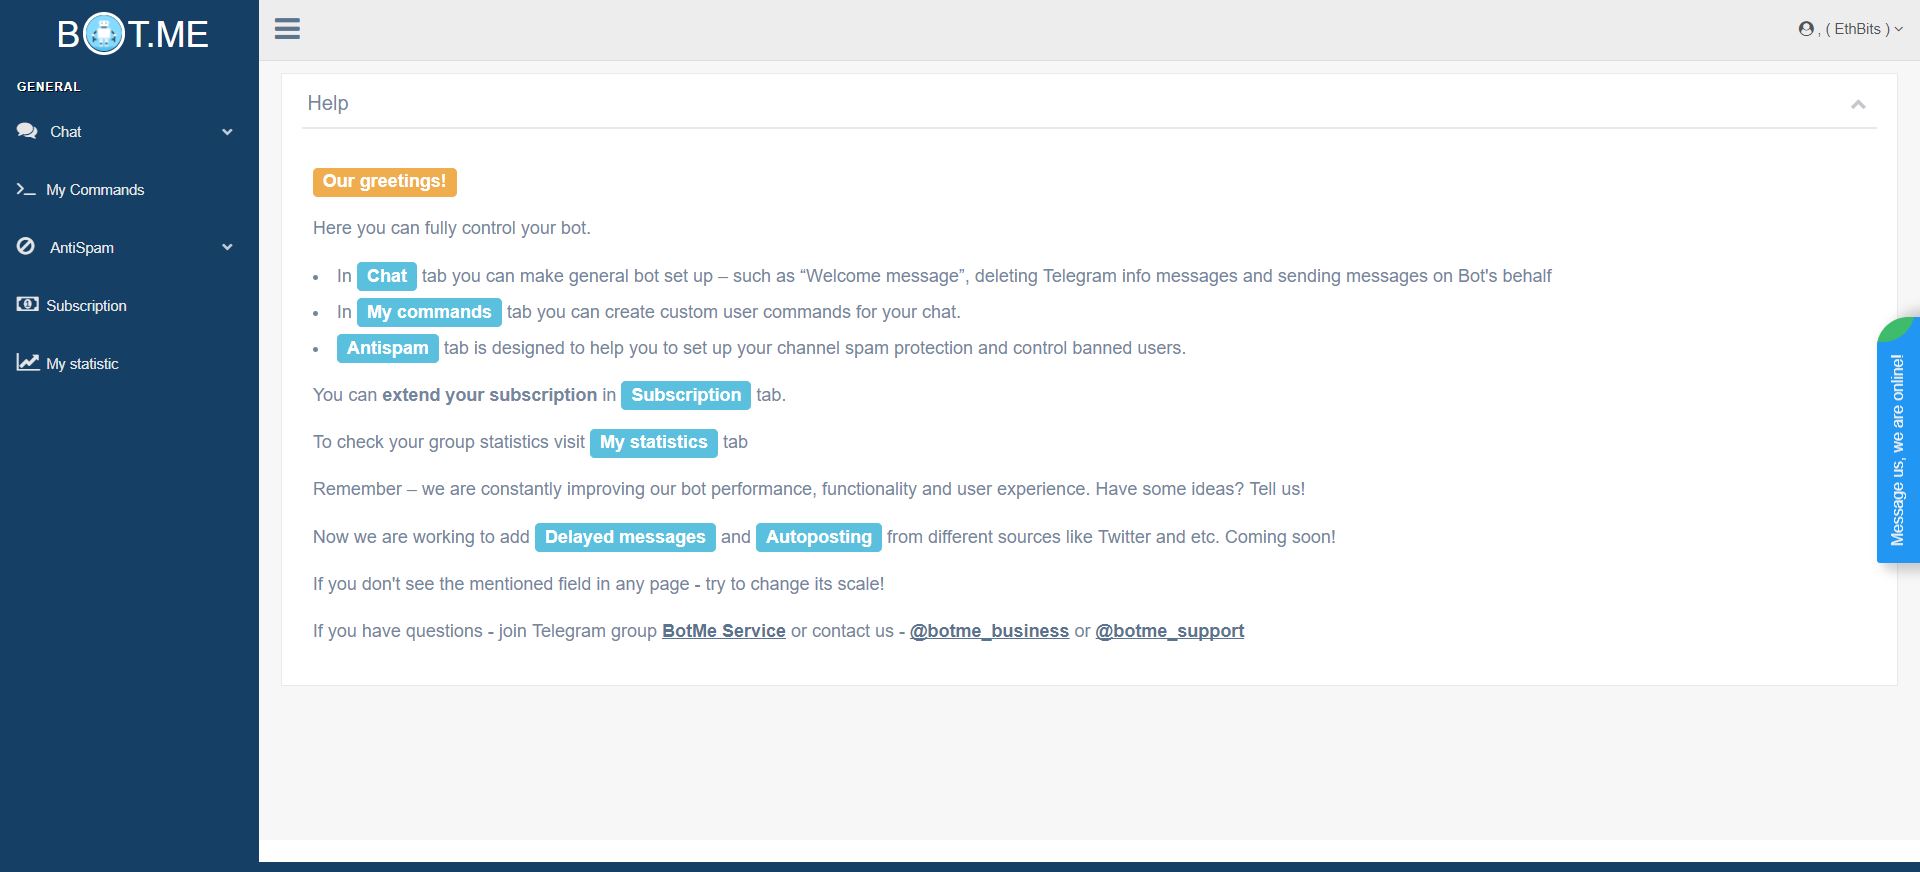 BOT.ME
, ( EthBits )
GENERAL
Chat
My Commands
AntiSpam
Subscription
My statistic
Help
Our greetings!
Here you can fully control your bot.
• In Chat tab you can make general bot set up – such as “Welcome message”, deleting Telegram info messages and sending messages on Bot's behalf
• In My commands tab you can create custom user commands for your chat.
• Antispam tab is designed to help you to set up your channel spam protection and control banned users.
You can extend your subscription in Subscription tab.
To check your group statistics visit My statistics tab
Remember – we are constantly improving our bot performance, functionality and user experience. Have some ideas? Tell us!
Now we are working to add Delayed messages and Autoposting from different sources like Twitter and etc. Coming soon!
If you don't see the mentioned field in any page - try to change its scale!
If you have questions - join Telegram group BotMe Service or contact us - @botme_business or @botme_support
Message us, we are online!